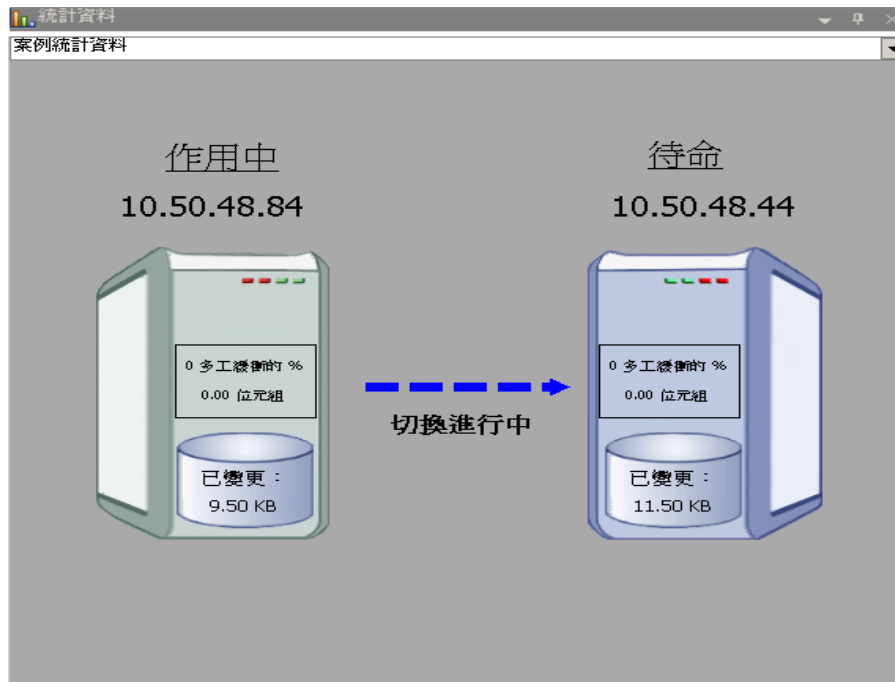 統計資料
案例統計資料
作用中
10.50.48.84
待命
10.50.48.44
0 多工緩衝的 %
0.00 位元組
已變更：
9.50 KB
切換進行中
0 多工緩衝的 %
0.00 位元組
已變更：
11.50 KB